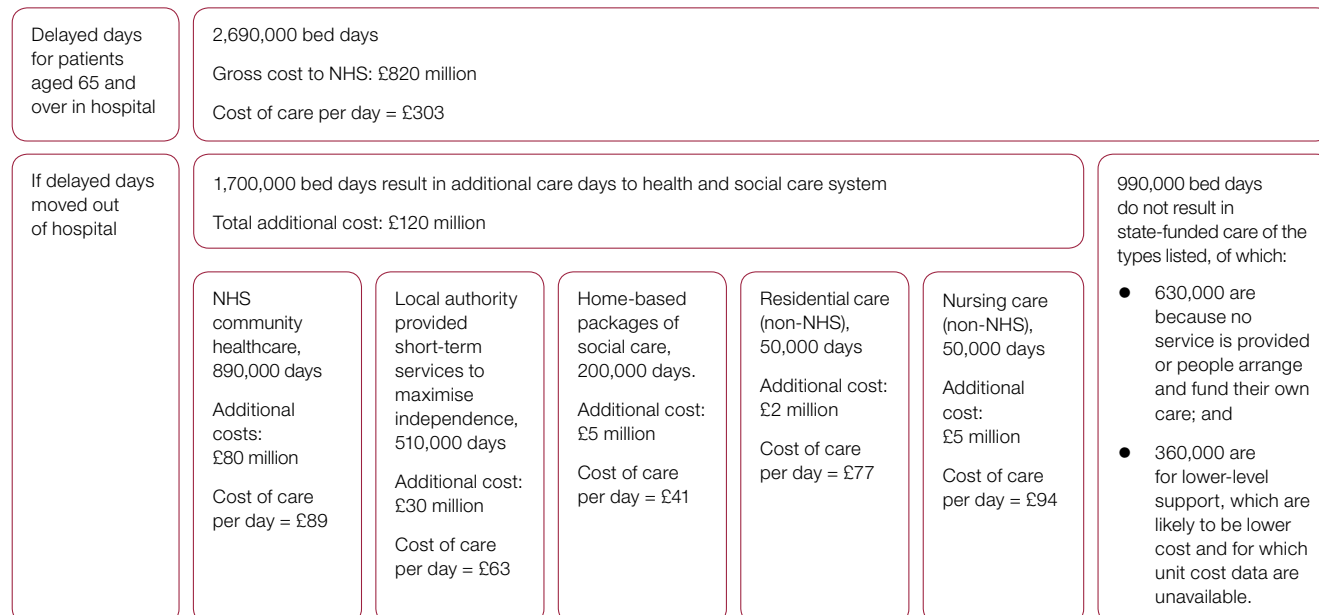 Delayed days
for patients
aged 65 and
over in hospital
2,690,000 bed days
Gross cost to NHS: £820 million
Cost of care per day = £303
If delayed days
moved out
of hospital
1,700,000 bed days result in additional care days to health and social care system
Total additional cost: £120 million
NHS
community
healthcare,
890,000 days
Additional
costs:
£80 million
Cost of care
per day = £89
Local authority
provided
short-term
services to
maximise
independence,
510,000 days
Additional cost:
£30 million
Cost of care
per day = £63
Home-based
packages of
social care,
200,000 days.
Additional cost:
£5 million
Cost of care
per day = £41
Residential care
(non-NHS),
50,000 days
Additional cost:
£2 million
Cost of care
per day = £77
Nursing care
(non-NHS),
50,000 days
Additional
cost:
£5 million
Cost of care
per day = £94
990,000 bed days
do not result in
state-funded care of the
types listed, of which:
● 630,000 are
because no
service is provided
or people arrange
and fund their own
care; and
● 360,000 are
for lower-level
support, which are
likely to be lower
cost and for which
unit cost data are
unavailable.